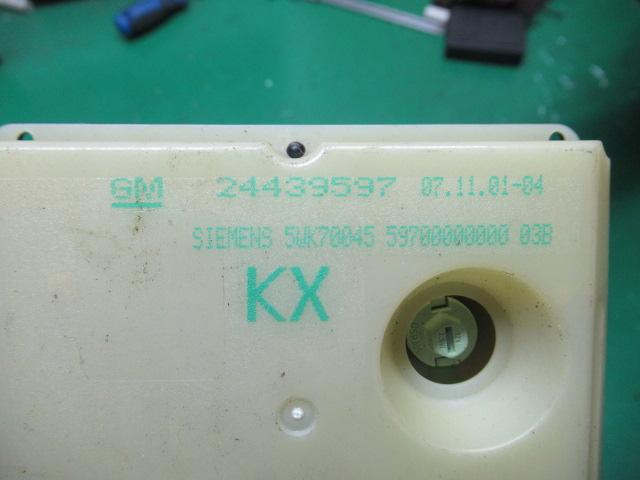 GM 24439597 07.11.01-04
SIEMENS 5WK70045 59700000000 03B
KX